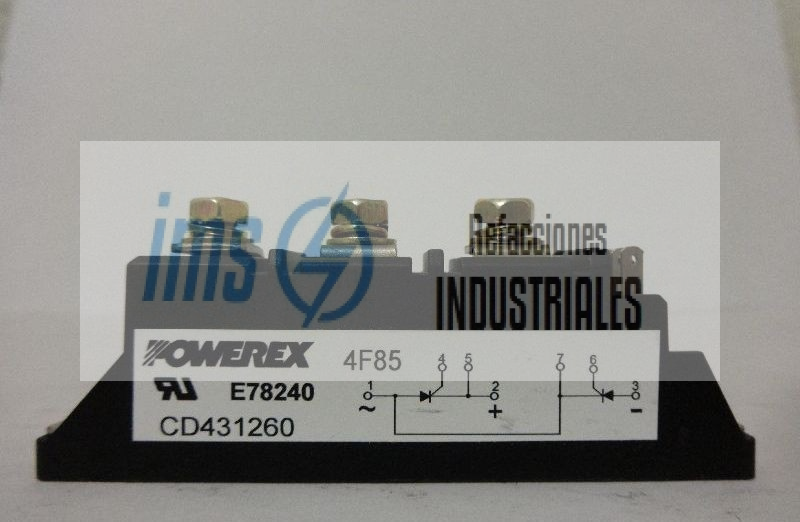 ims
Refacciones
INDUSTRIALES
POWEREX 4F85
E78240
CD431260
4 5 7 6
1 2 3
~ + -